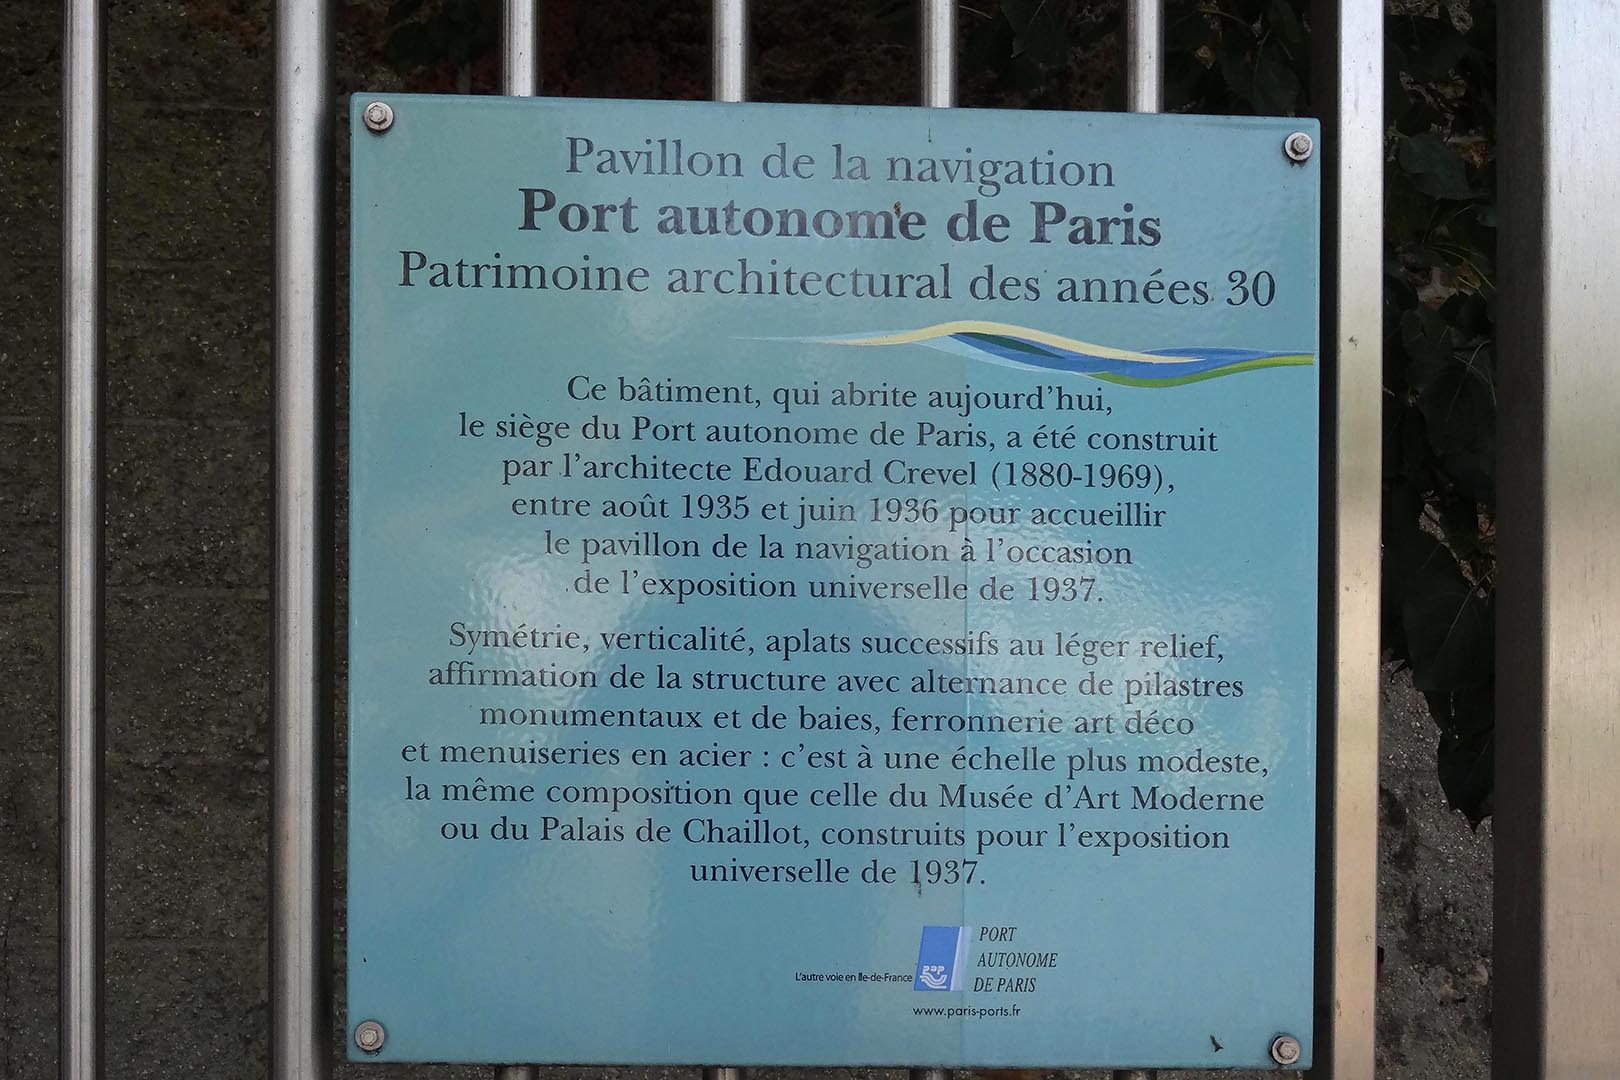 Pavillon de la navigation
Port autonome de Paris
Patrimoine architectural des années 30
Ce bâtiment, qui abrite aujourd'hui,
le siège du Port autonome de Paris, a été construit
par l'architecte Edouard Crevel (1880-1969),
entre août 1935 et juin 1936 pour accueillir
le pavillon de la navigation à l'occasion
de l'exposition universelle de 1937.
Symétrie, verticalité, aplats successifs au léger relief,
affirmation de la structure avec alternance de pilastres
monumentaux et de baies, ferronnerie art déco
et menuiseries en acier : c'est à une échelle plus modeste,
la même composition que celle du Musée d'Art Moderne
ou du Palais de Chaillot, construits pour l'exposition
universelle de 1937.
L'autre voie en Ile-de-France
pap
PORT
AUTONOME
DE PARIS
www.paris-ports.fr